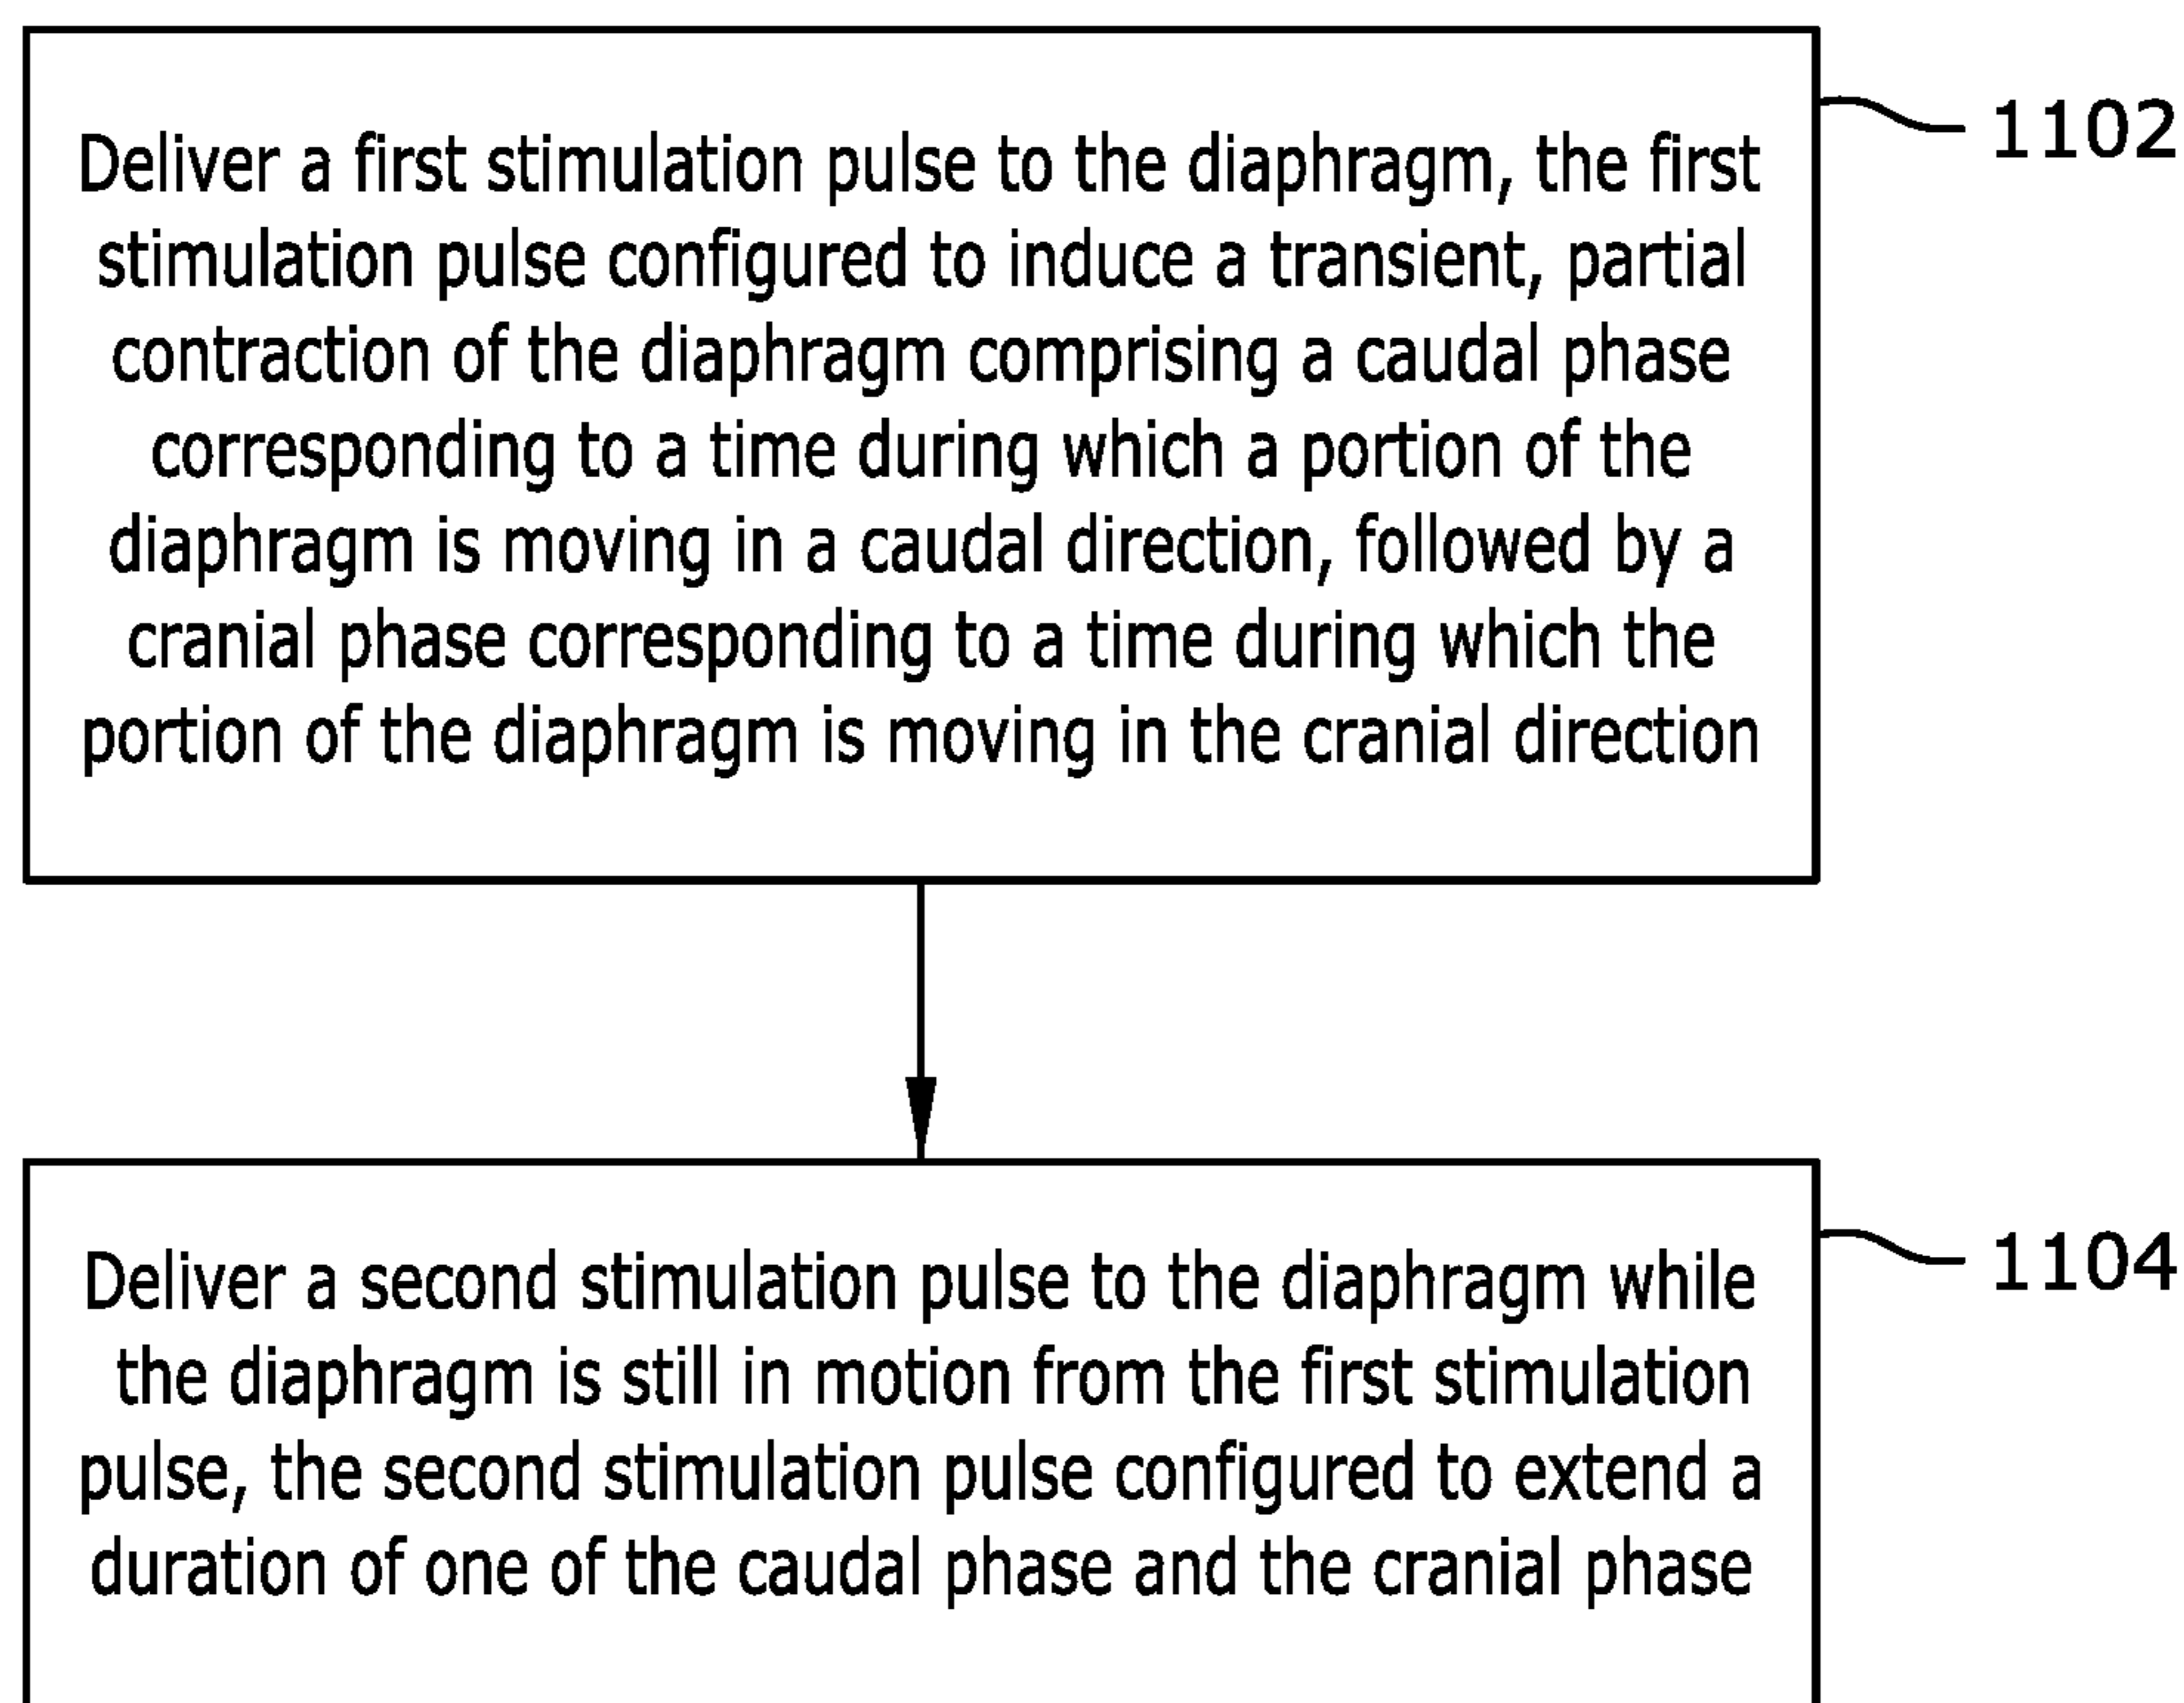 Deliver a first stimulation pulse to the diaphragm, the first
stimulation pulse configured to induce a transient, partial
contraction of the diaphragm comprising a caudal phase
corresponding to a time during which a portion of the
diaphragm is moving in a caudal direction, followed by a
cranial phase corresponding to a time during which the
portion of the diaphragm is moving in the cranial direction
1102
Deliver a second stimulation pulse to the diaphragm while
the diaphragm is still in motion from the first stimulation
pulse, the second stimulation pulse configured to extend a
duration of one of the caudal phase and the cranial phase
1104